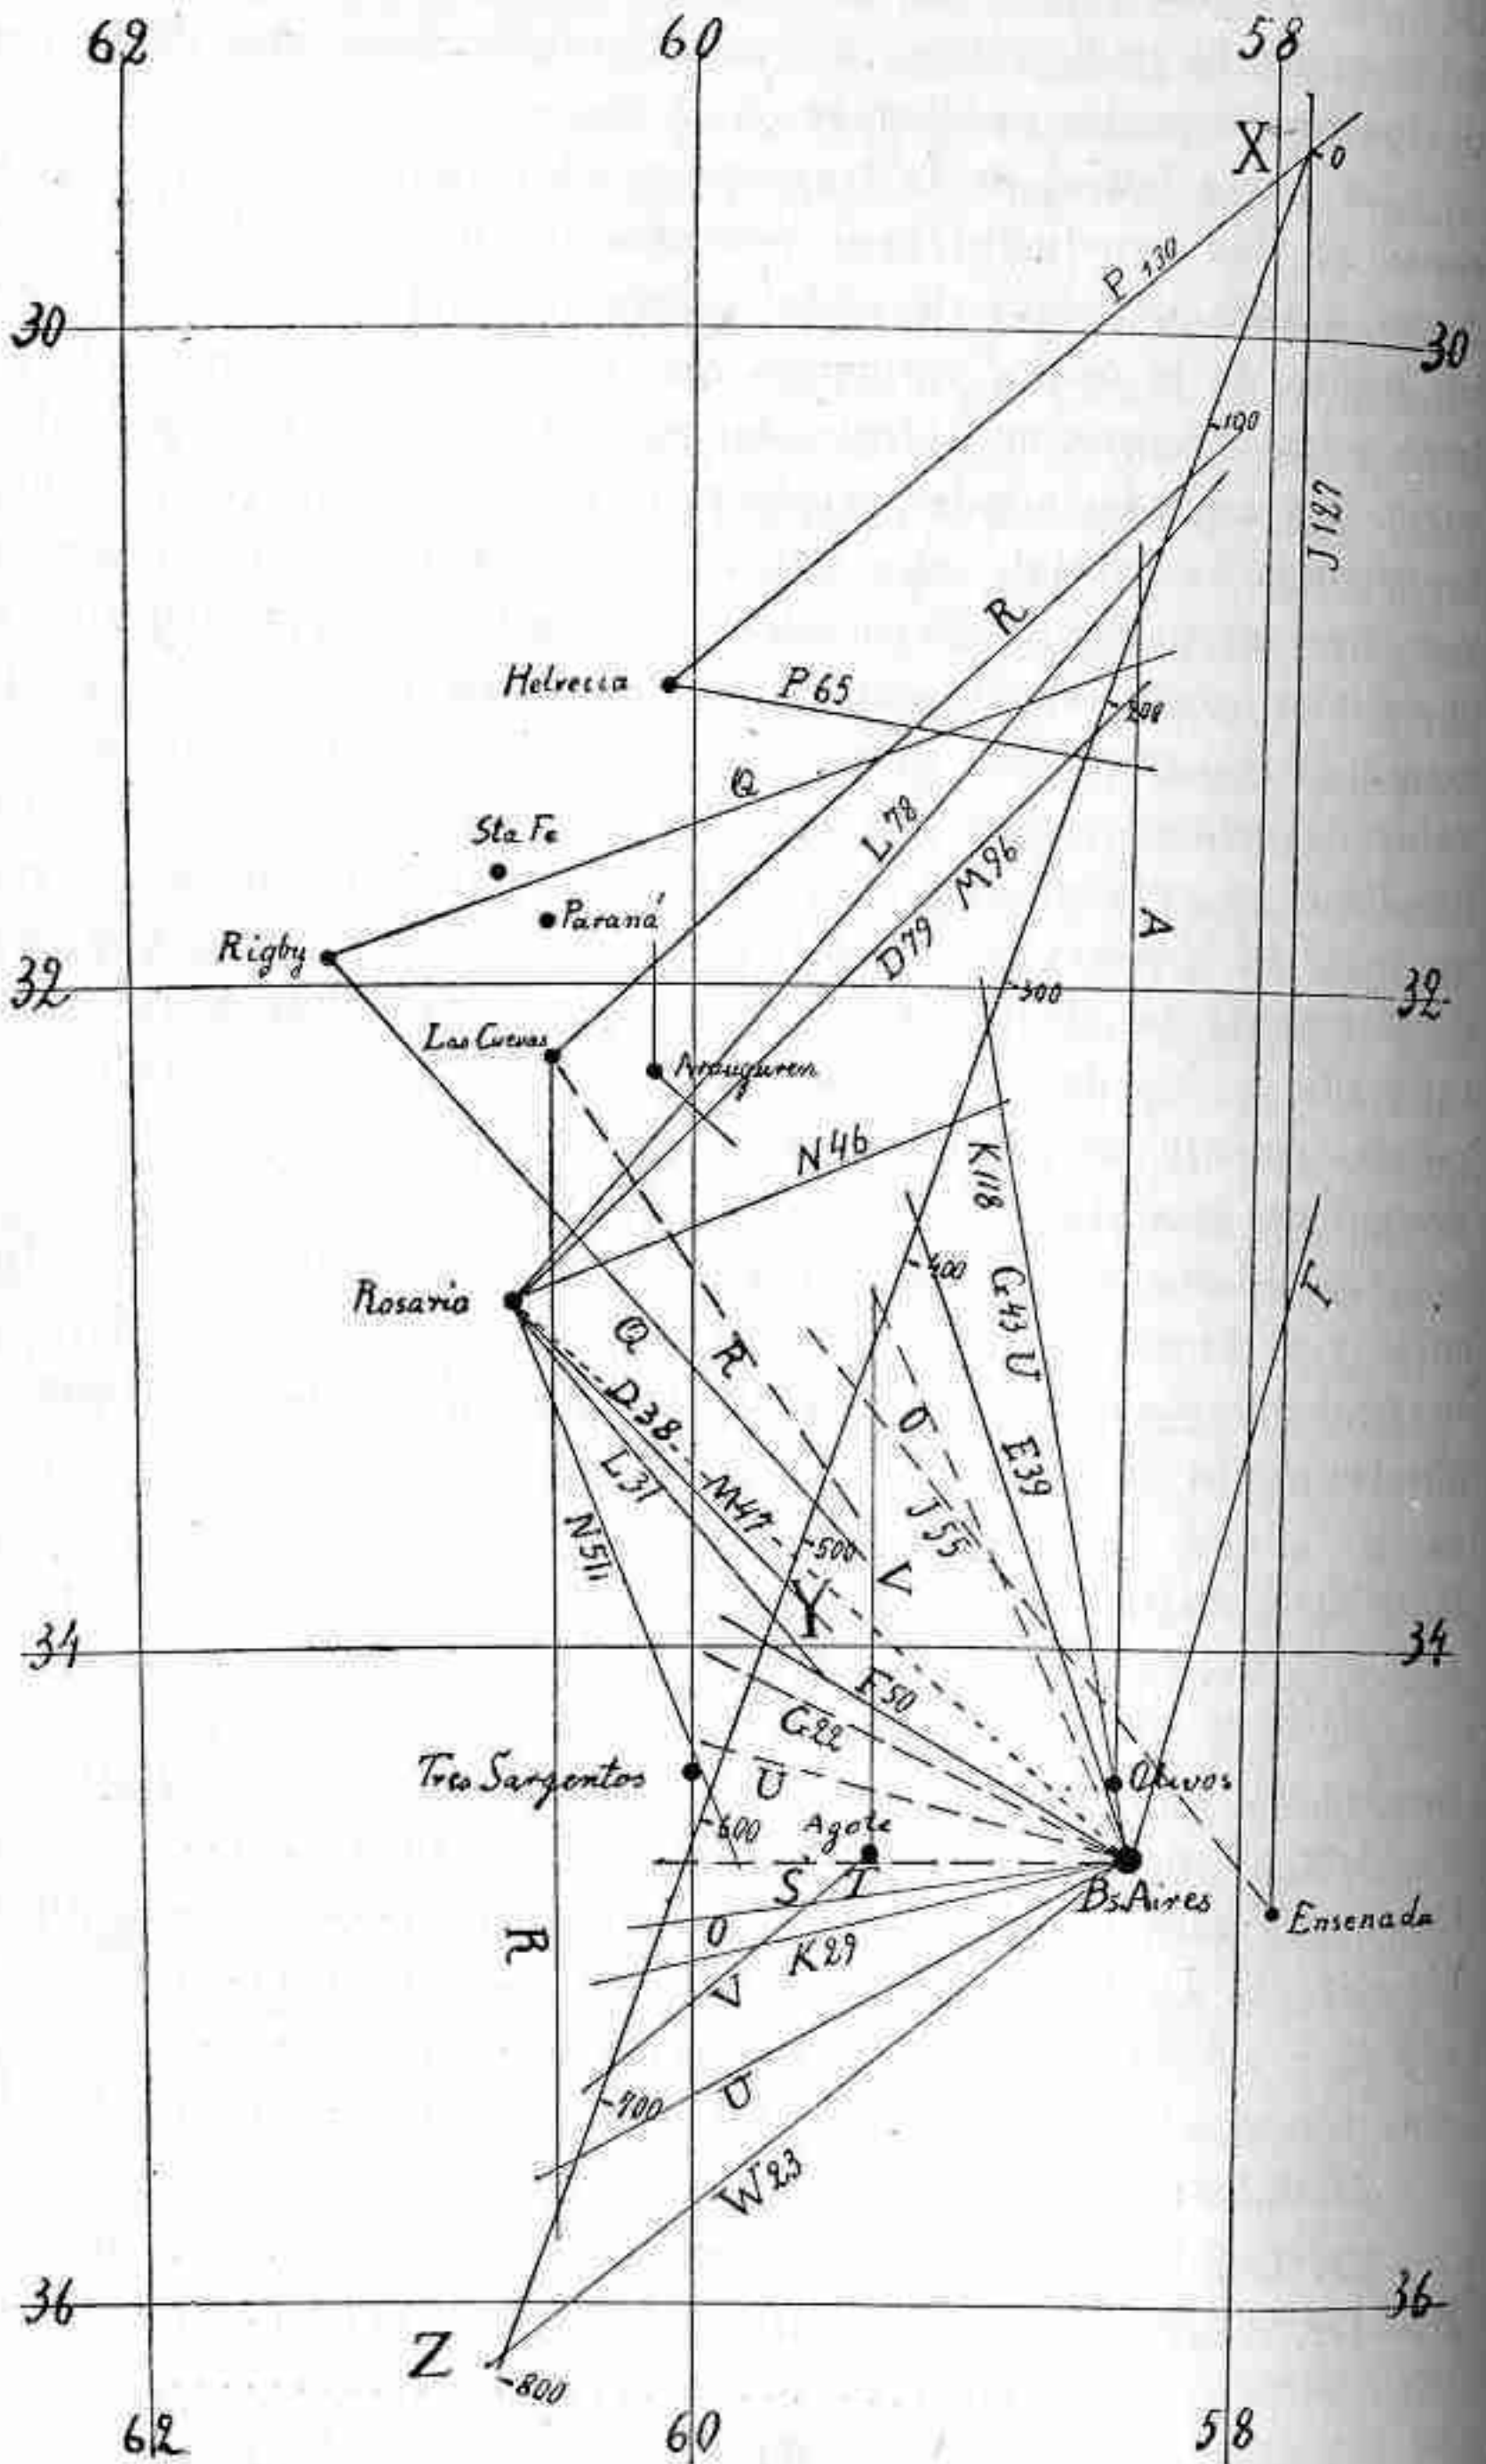 62 60 58
X 0
P 130
30 30
100
J 127
R
Helvecia P 65
200
Q
Sta Fe L 78
M 96
Paraná A
Rigby D 79
32 300 32
Las Cuevas
N 46
K 118
400
Rosario G 43 U
Q R O
D 38 E 39
L 31 M 47 J 55
N 51
500 V
Y
34 34
F 50
G 22
Tres Sargentos U Olivos
600 Agote
S T
Bs. Aires
Ensenada
R O
K 29
V
700 U
W 23
36 36
Z
800
62 60 58